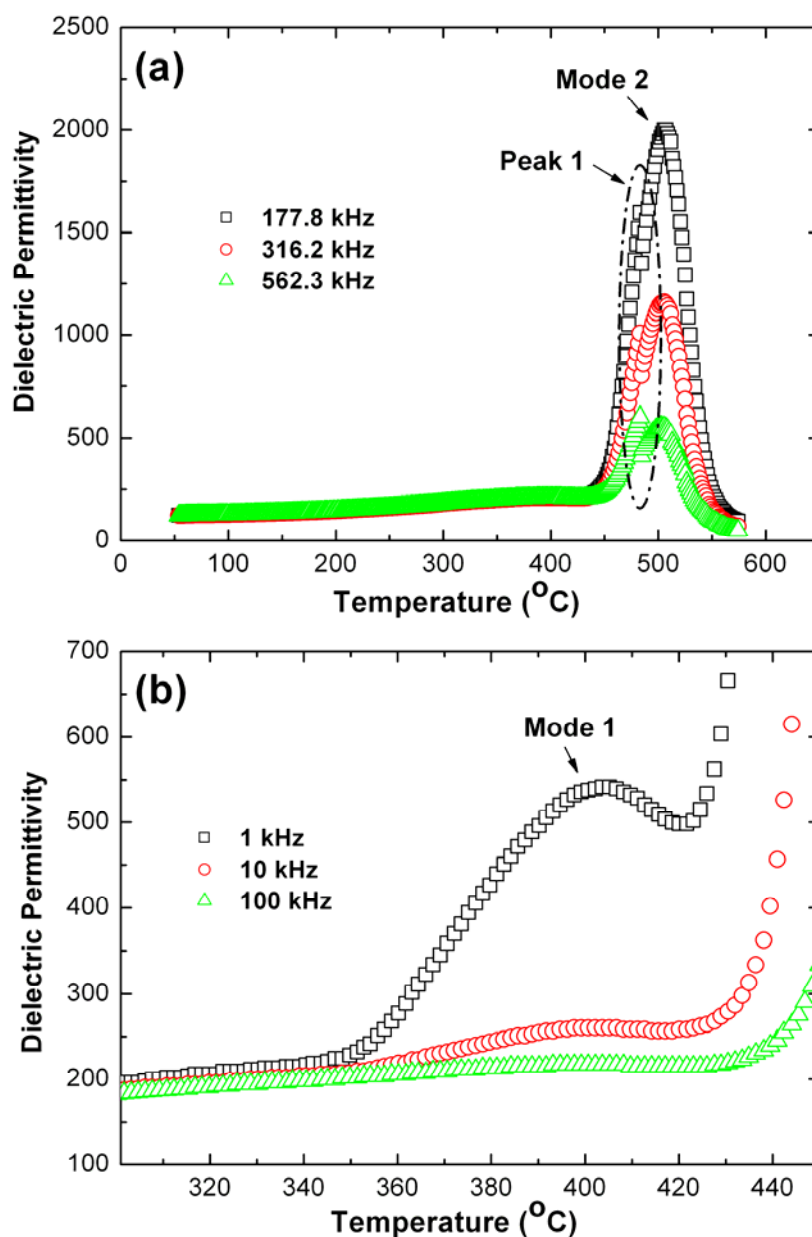 (a)
Mode 2
Peak 1
177.8 kHz
316.2 kHz
562.3 kHz
2500
2000
1500
1000
500
0
Dielectric Permittivity
0 100 200 300 400 500 600
Temperature (°C)
(b)
Mode 1
1 kHz
10 kHz
100 kHz
700
600
500
400
300
200
100
Dielectric Permittivity
320 340 360 380 400 420 440
Temperature (°C)